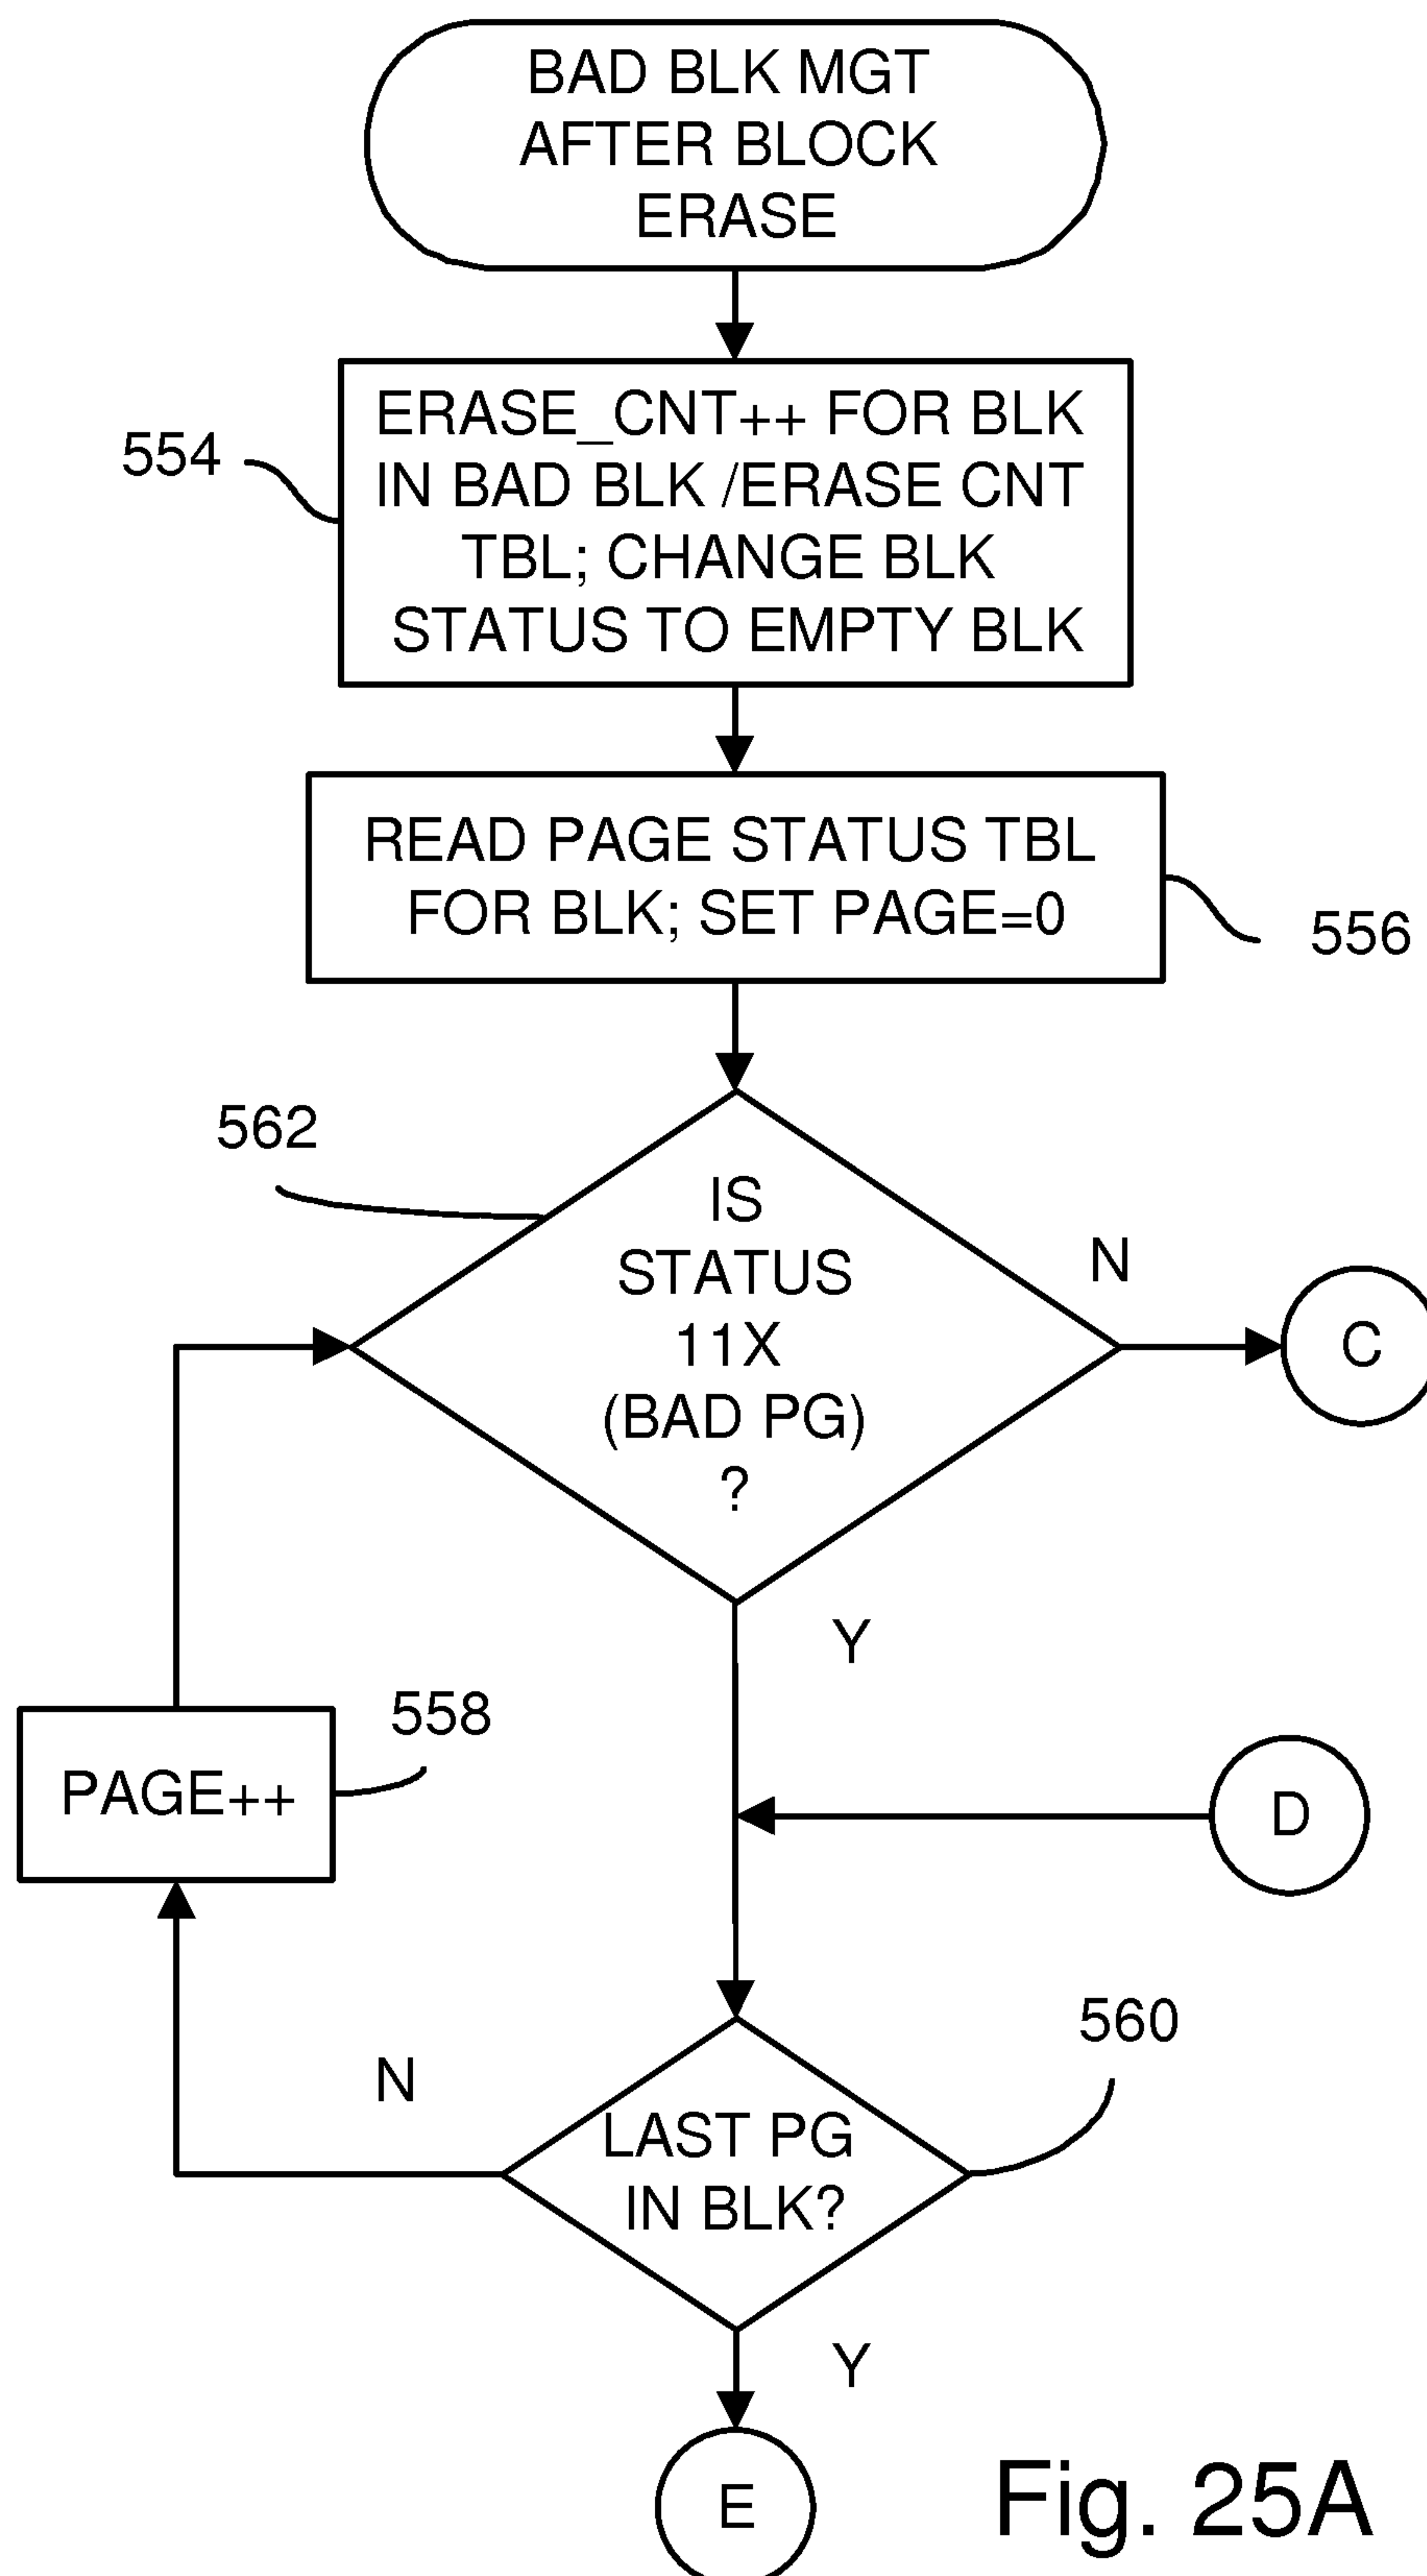 BAD BLK MGT
AFTER BLOCK
ERASE
554
ERASE_CNT++ FOR BLK
IN BAD BLK /ERASE CNT
TBL; CHANGE BLK
STATUS TO EMPTY BLK
READ PAGE STATUS TBL
FOR BLK; SET PAGE=0
556
562
IS
STATUS
11X
(BAD PG)
?
N
C
Y
558
PAGE++
D
560
N
LAST PG
IN BLK?
Y
E
Fig. 25A